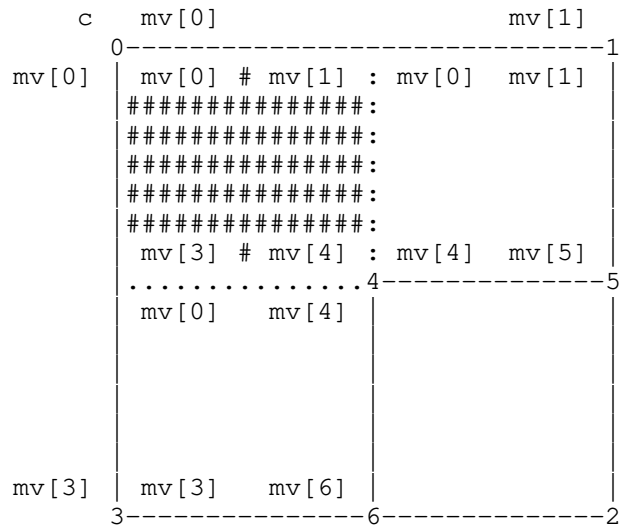 c mv[0] mv[1]
0------------------------------1
mv[0] | mv[0] # mv[1] : mv[0] mv[1] |
|###############: |
|###############: |
|###############: |
|###############: |
|###############: |
| mv[3] # mv[4] : mv[4] mv[5] |
|...............4--------------5
| mv[0] mv[4] | |
| | |
| | |
| | |
| | |
| | |
mv[3] | mv[3] mv[6] | |
3---------------6--------------2